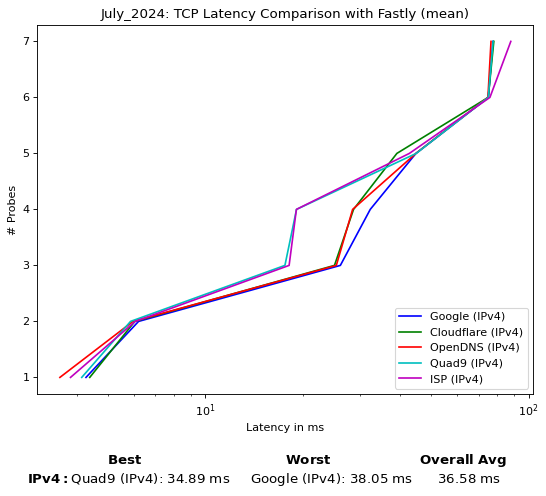 July_2024: TCP Latency Comparison with Fastly (mean)
7
6
5
4
3
2
1
# Probes
10¹
10²
Latency in ms
Google (IPv4)
Cloudflare (IPv4)
OpenDNS (IPv4)
Quad9 (IPv4)
ISP (IPv4)
Best Worst Overall Avg
IPv4: Quad9 (IPv4): 34.89 ms Google (IPv4): 38.05 ms 36.58 ms